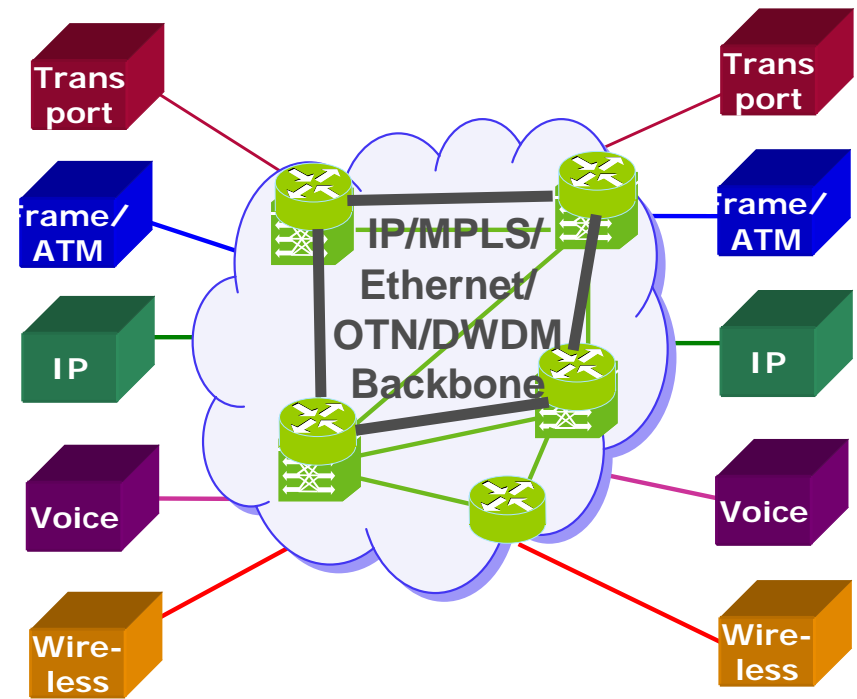 Trans
port
Trans
port
Frame/
ATM
Frame/
ATM
IP/MPLS/
Ethernet/
OTN/DWDM
Backbone
IP
IP
Voice
Voice
Wire-
less
Wire-
less